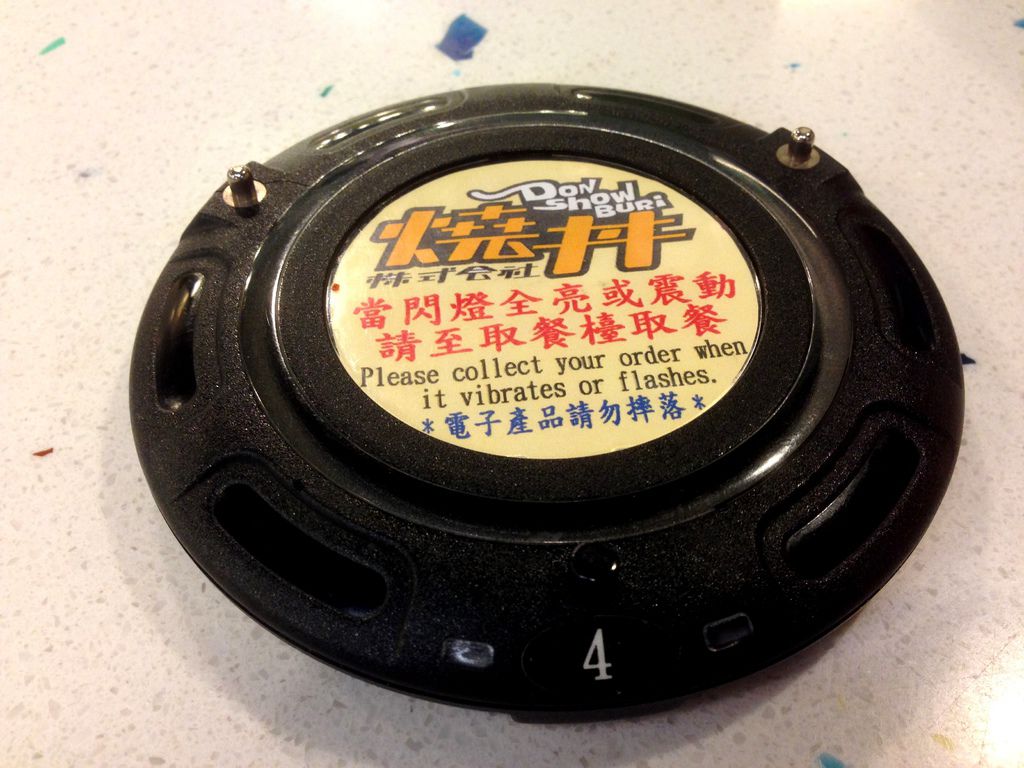 DON
SHOW
BURi
燒丼
株式会社
當閃燈全亮或震動
請至取餐檯取餐
Please collect your order when
it vibrates or flashes.
*電子產品請勿摔落*
4